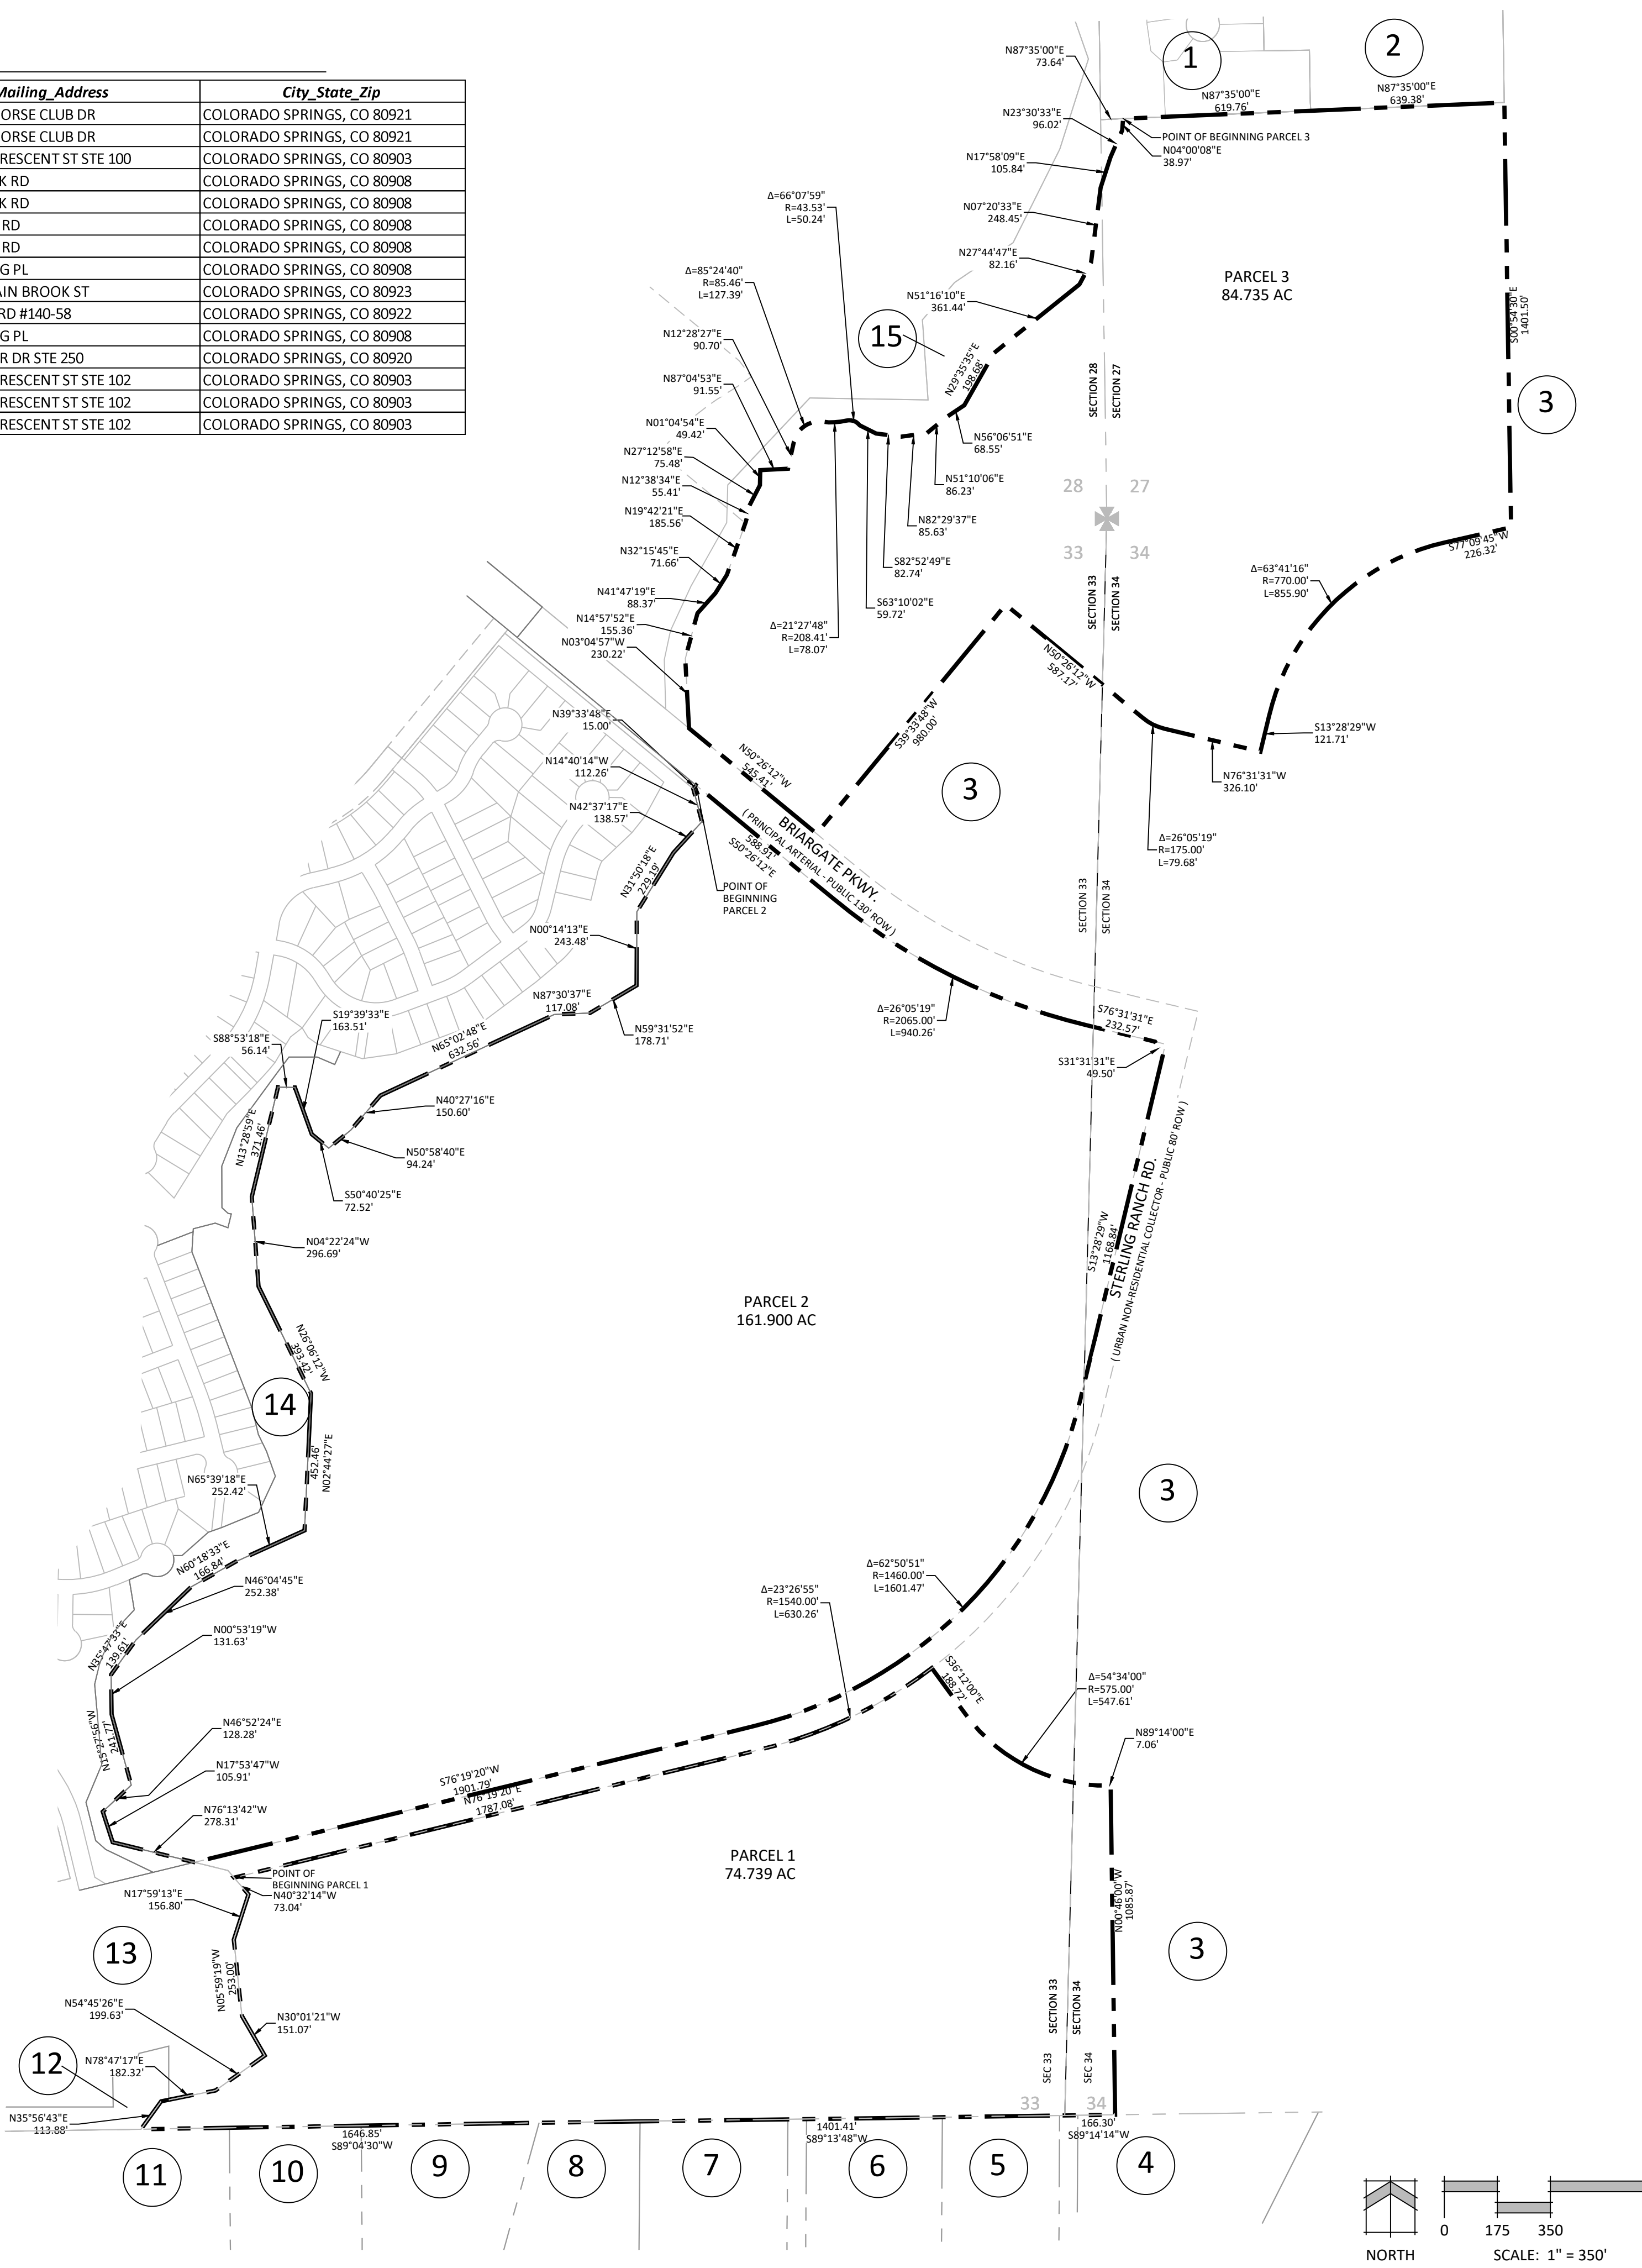 Mailing_Address City_State_Zip
ORSE CLUB DR COLORADO SPRINGS, CO 80921
ORSE CLUB DR COLORADO SPRINGS, CO 80921
RESCENT ST STE 100 COLORADO SPRINGS, CO 80903
K RD COLORADO SPRINGS, CO 80908
K RD COLORADO SPRINGS, CO 80908
RD COLORADO SPRINGS, CO 80908
RD COLORADO SPRINGS, CO 80908
G PL COLORADO SPRINGS, CO 80908
AIN BROOK ST COLORADO SPRINGS, CO 80923
RD #140-58 COLORADO SPRINGS, CO 80922
G PL COLORADO SPRINGS, CO 80908
R DR STE 250 COLORADO SPRINGS, CO 80920
RESCENT ST STE 102 COLORADO SPRINGS, CO 80903
RESCENT ST STE 102 COLORADO SPRINGS, CO 80903
RESCENT ST STE 102 COLORADO SPRINGS, CO 80903
N87°35'00"E
73.64'
1
2
N87°35'00"E
619.76'
N87°35'00"E
639.38'
N23°30'33"E
96.02'
POINT OF BEGINNING PARCEL 3
N04°00'08"E
38.97'
N17°58'09"E
105.84'
N07°20'33"E
248.45'
N27°44'47"E
82.16'
N51°16'10"E
361.44'
PARCEL 3
84.735 AC
S00°54'30"E
1401.50'
3
Δ=66°07'59"
R=43.53'
L=50.24'
Δ=85°24'40"
R=85.46'
L=127.39'
15
N29°35'35"E
198.68'
N12°28'27"E
90.70'
N87°04'53"E
91.55'
N01°04'54"E
49.42'
N27°12'58"E
75.48'
N12°38'34"E
55.41'
N19°42'21"E
185.56'
N32°15'45"E
71.66'
N41°47'19"E
88.37'
N14°57'52"E
155.36'
N03°04'57"W
230.22'
N56°06'51"E
68.55'
N51°10'06"E
86.23'
N82°29'37"E
85.63'
S82°52'49"E
82.74'
S63°10'02"E
59.72'
Δ=21°27'48"
R=208.41'
L=78.07'
SECTION 28
SECTION 27
28
27
33
34
SECTION 33
SECTION 34
S77°09'45"W
226.32'
Δ=63°41'16"
R=770.00'
L=855.90'
N50°26'12"W
587.17'
S39°33'48"W
980.00'
S13°28'29"W
121.71'
N76°31'31"W
326.10'
Δ=26°05'19"
R=175.00'
L=79.68'
3
N39°33'48"E
15.00'
N14°40'14"W
112.26'
N42°37'17"E
138.57'
N50°26'12"W
545.41'
BRIARGATE PKWY.
( PRINCIPAL ARTERIAL - PUBLIC 130' ROW )
588.91'
S50°26'12"E
N31°50'18"E
229.19'
POINT OF
BEGINNING
PARCEL 2
SECTION 33
SECTION 34
N00°14'13"E
243.48'
N87°30'37"E
117.08'
N59°31'52"E
178.71'
N65°02'48"E
632.56'
Δ=26°05'19"
R=2065.00'
L=940.26'
S76°31'31"E
232.57'
S31°31'31"E
49.50'
S19°39'33"E
163.51'
S88°53'18"E
56.14'
N40°27'16"E
150.60'
N50°58'40"E
94.24'
S50°40'25"E
72.52'
N13°28'59"E
371.46'
N04°22'24"W
296.69'
N26°06'12"W
393.42'
PARCEL 2
161.900 AC
S13°28'29"W
1168.84'
STERLING RANCH RD.
( URBAN NON-RESIDENTIAL COLLECTOR - PUBLIC 80' ROW )
14
452.46'
N02°44'27"E
N65°39'18"E
252.42'
N60°18'33"E
166.84'
N46°04'45"E
252.38'
N00°53'19"W
131.63'
N35°47'33"E
139.61'
N15°27'56"W
241.77'
N46°52'24"E
128.28'
N17°53'47"W
105.91'
N76°13'42"W
278.31'
3
Δ=62°50'51"
R=1460.00'
L=1601.47'
Δ=23°26'55"
R=1540.00'
L=630.26'
S36°12'00"E
188.72'
Δ=54°34'00"
R=575.00'
L=547.61'
N89°14'00"E
7.06'
S76°19'20"W
1901.79'
N76°19'20"E
1787.08'
PARCEL 1
74.739 AC
POINT OF
BEGINNING PARCEL 1
N40°32'14"W
73.04'
N17°59'13"E
156.80'
13
N05°59'19"W
253.00'
N00°46'00"W
1085.87'
3
N54°45'26"E
199.63'
N30°01'21"W
151.07'
12
N78°47'17"E
182.32'
N35°56'43"E
113.88'
SECTION 33
SECTION 34
SEC 33
SEC 34
33
34
1646.85'
S89°04'30"W
1401.41'
S89°13'48"W
166.30'
S89°14'14"W
11
10
9
8
7
6
5
4
0 175 350
NORTH
SCALE: 1" = 350'